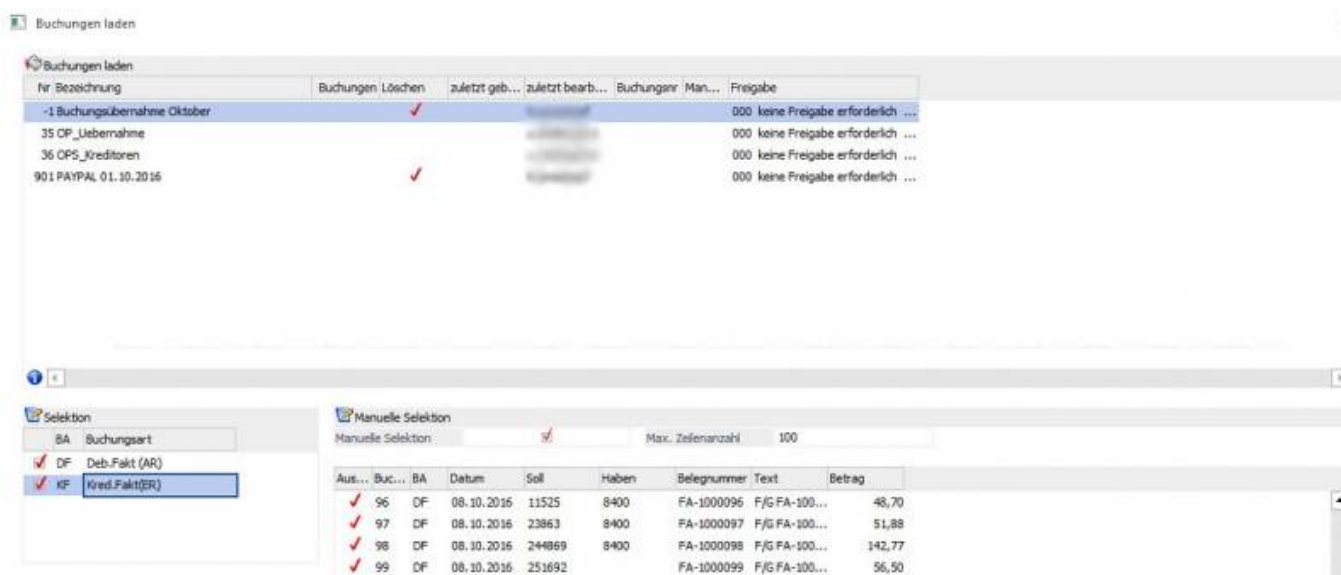 Buchungen laden
Buchungen laden
Nr Bezeichnung Buchungen Löschen zuletzt geb... zuletzt bearb... Buchungsnr Man... Freigabe
-1 Buchungsübernahme Oktober 000 keine Freigabe erforderlich ...
35 OP_Uebernahme 000 keine Freigabe erforderlich ...
36 OPS_Kreditoren 000 keine Freigabe erforderlich ...
901 PAYPAL 01.10.2016 000 keine Freigabe erforderlich ...
Selektion Manuelle Selektion
BA Buchungsart Manuelle Selektion Max. Zeilenanzahl 100
DF Deb.Fakt (AR)
KF Kred.Fakt(ER) Aus... Buc... BA Datum Soll Haben Belegnummer Text Betrag
96 DF 08.10.2016 11525 8400 FA-1000096 F/G FA-100... 48,70
97 DF 08.10.2016 23863 8400 FA-1000097 F/G FA-100... 51,88
98 DF 08.10.2016 244869 8400 FA-1000098 F/G FA-100... 142,77
99 DF 08.10.2016 251692 FA-1000099 F/G FA-100... 56,50